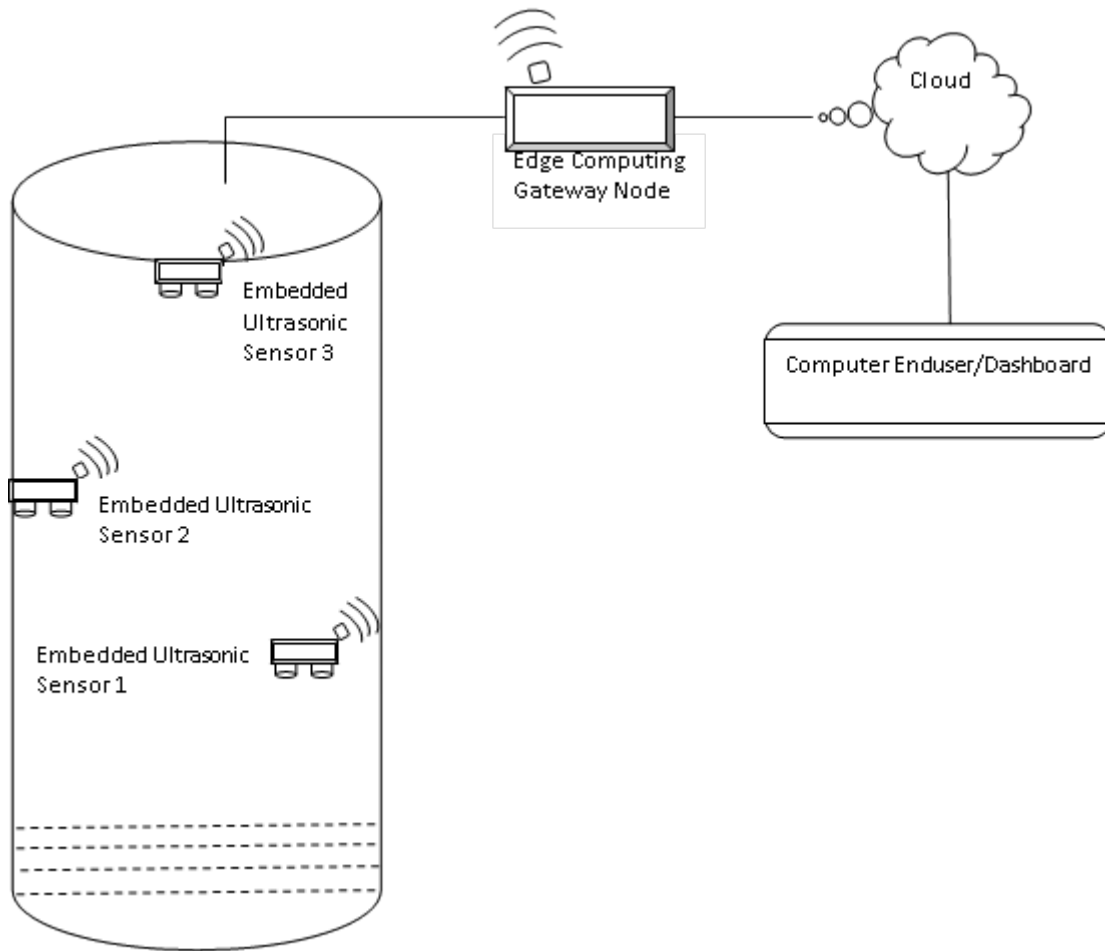 Cloud
Edge Computing
Gateway Node
Embedded
Ultrasonic
Sensor 3
Computer Enduser/Dashboard
Embedded Ultrasonic
Sensor 2
Embedded Ultrasonic
Sensor 1